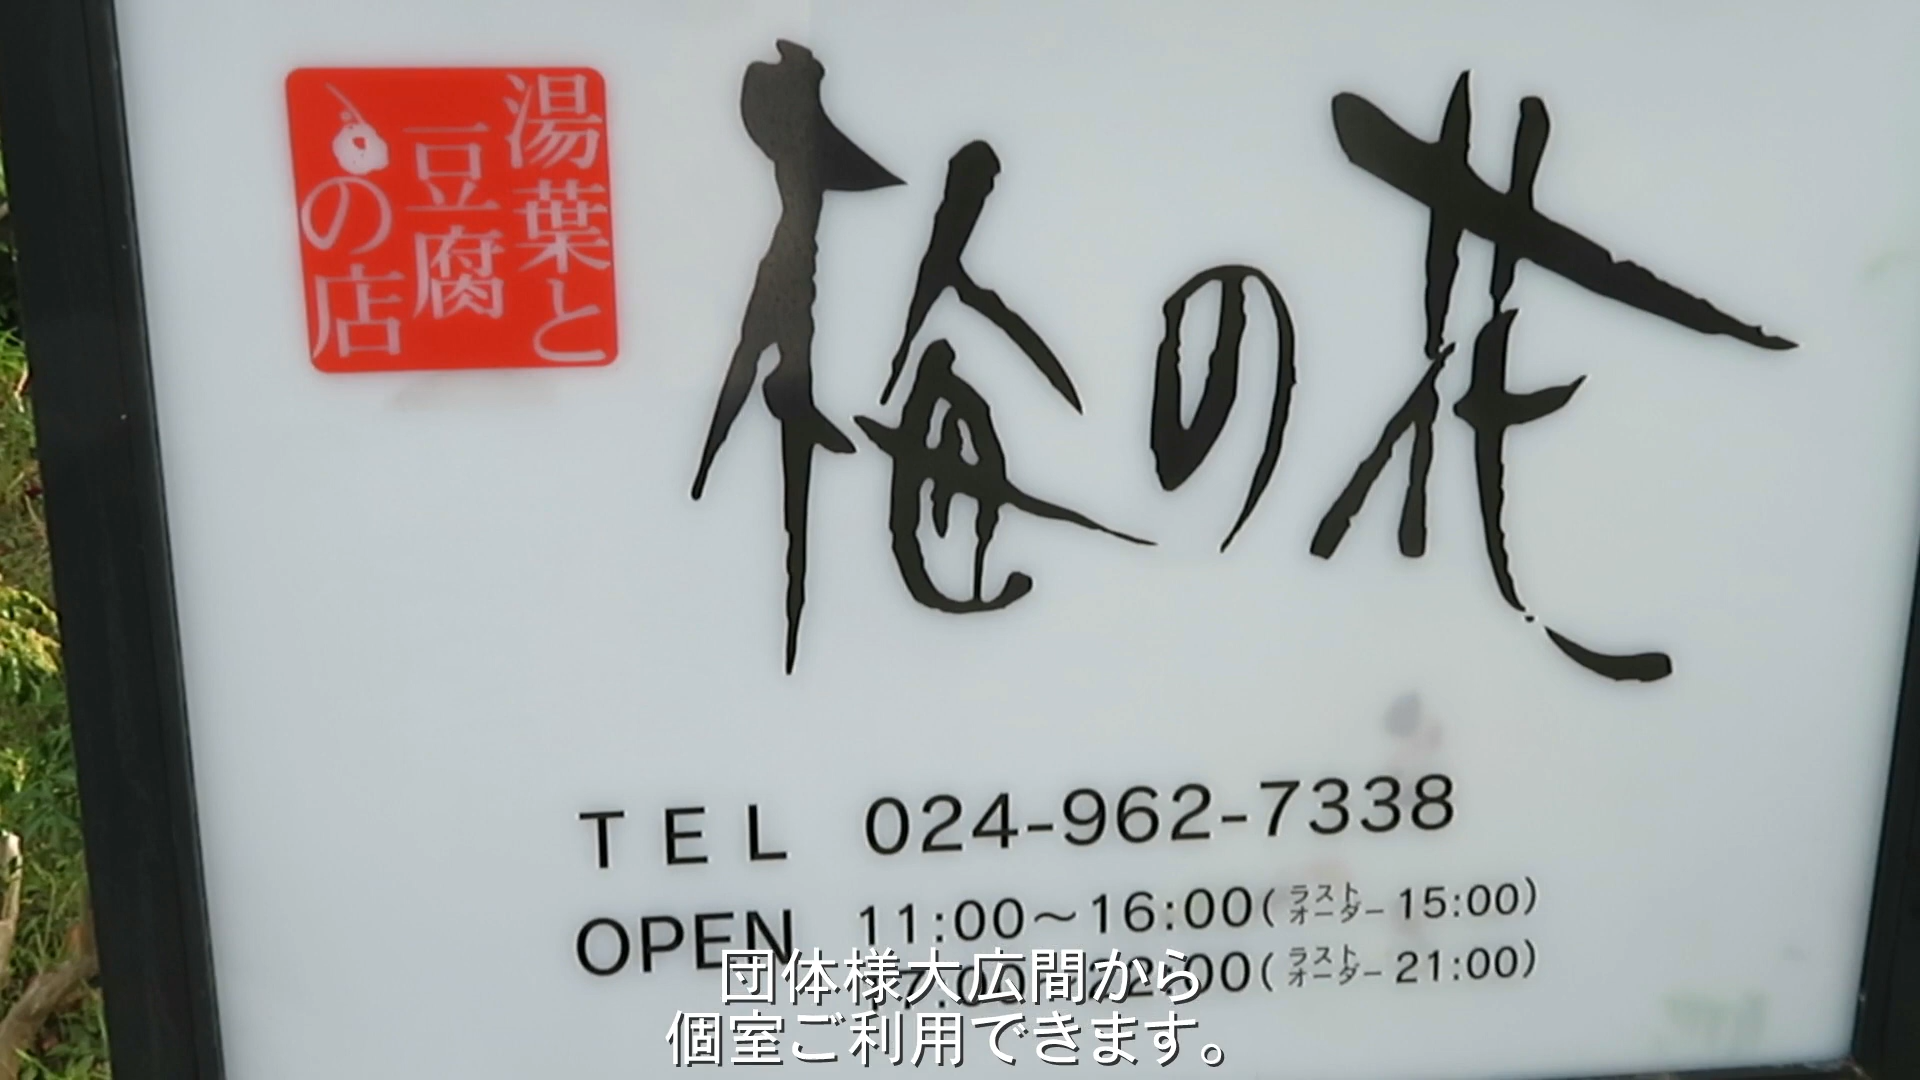 湯葉と
豆腐
の店
梅の花
TEL 024-962-7338
OPEN 11:00～16:00(ラストオーダー15:00)
17:00～22:00(ラストオーダー21:00)
団体様大広間から
個室ご利用できます。